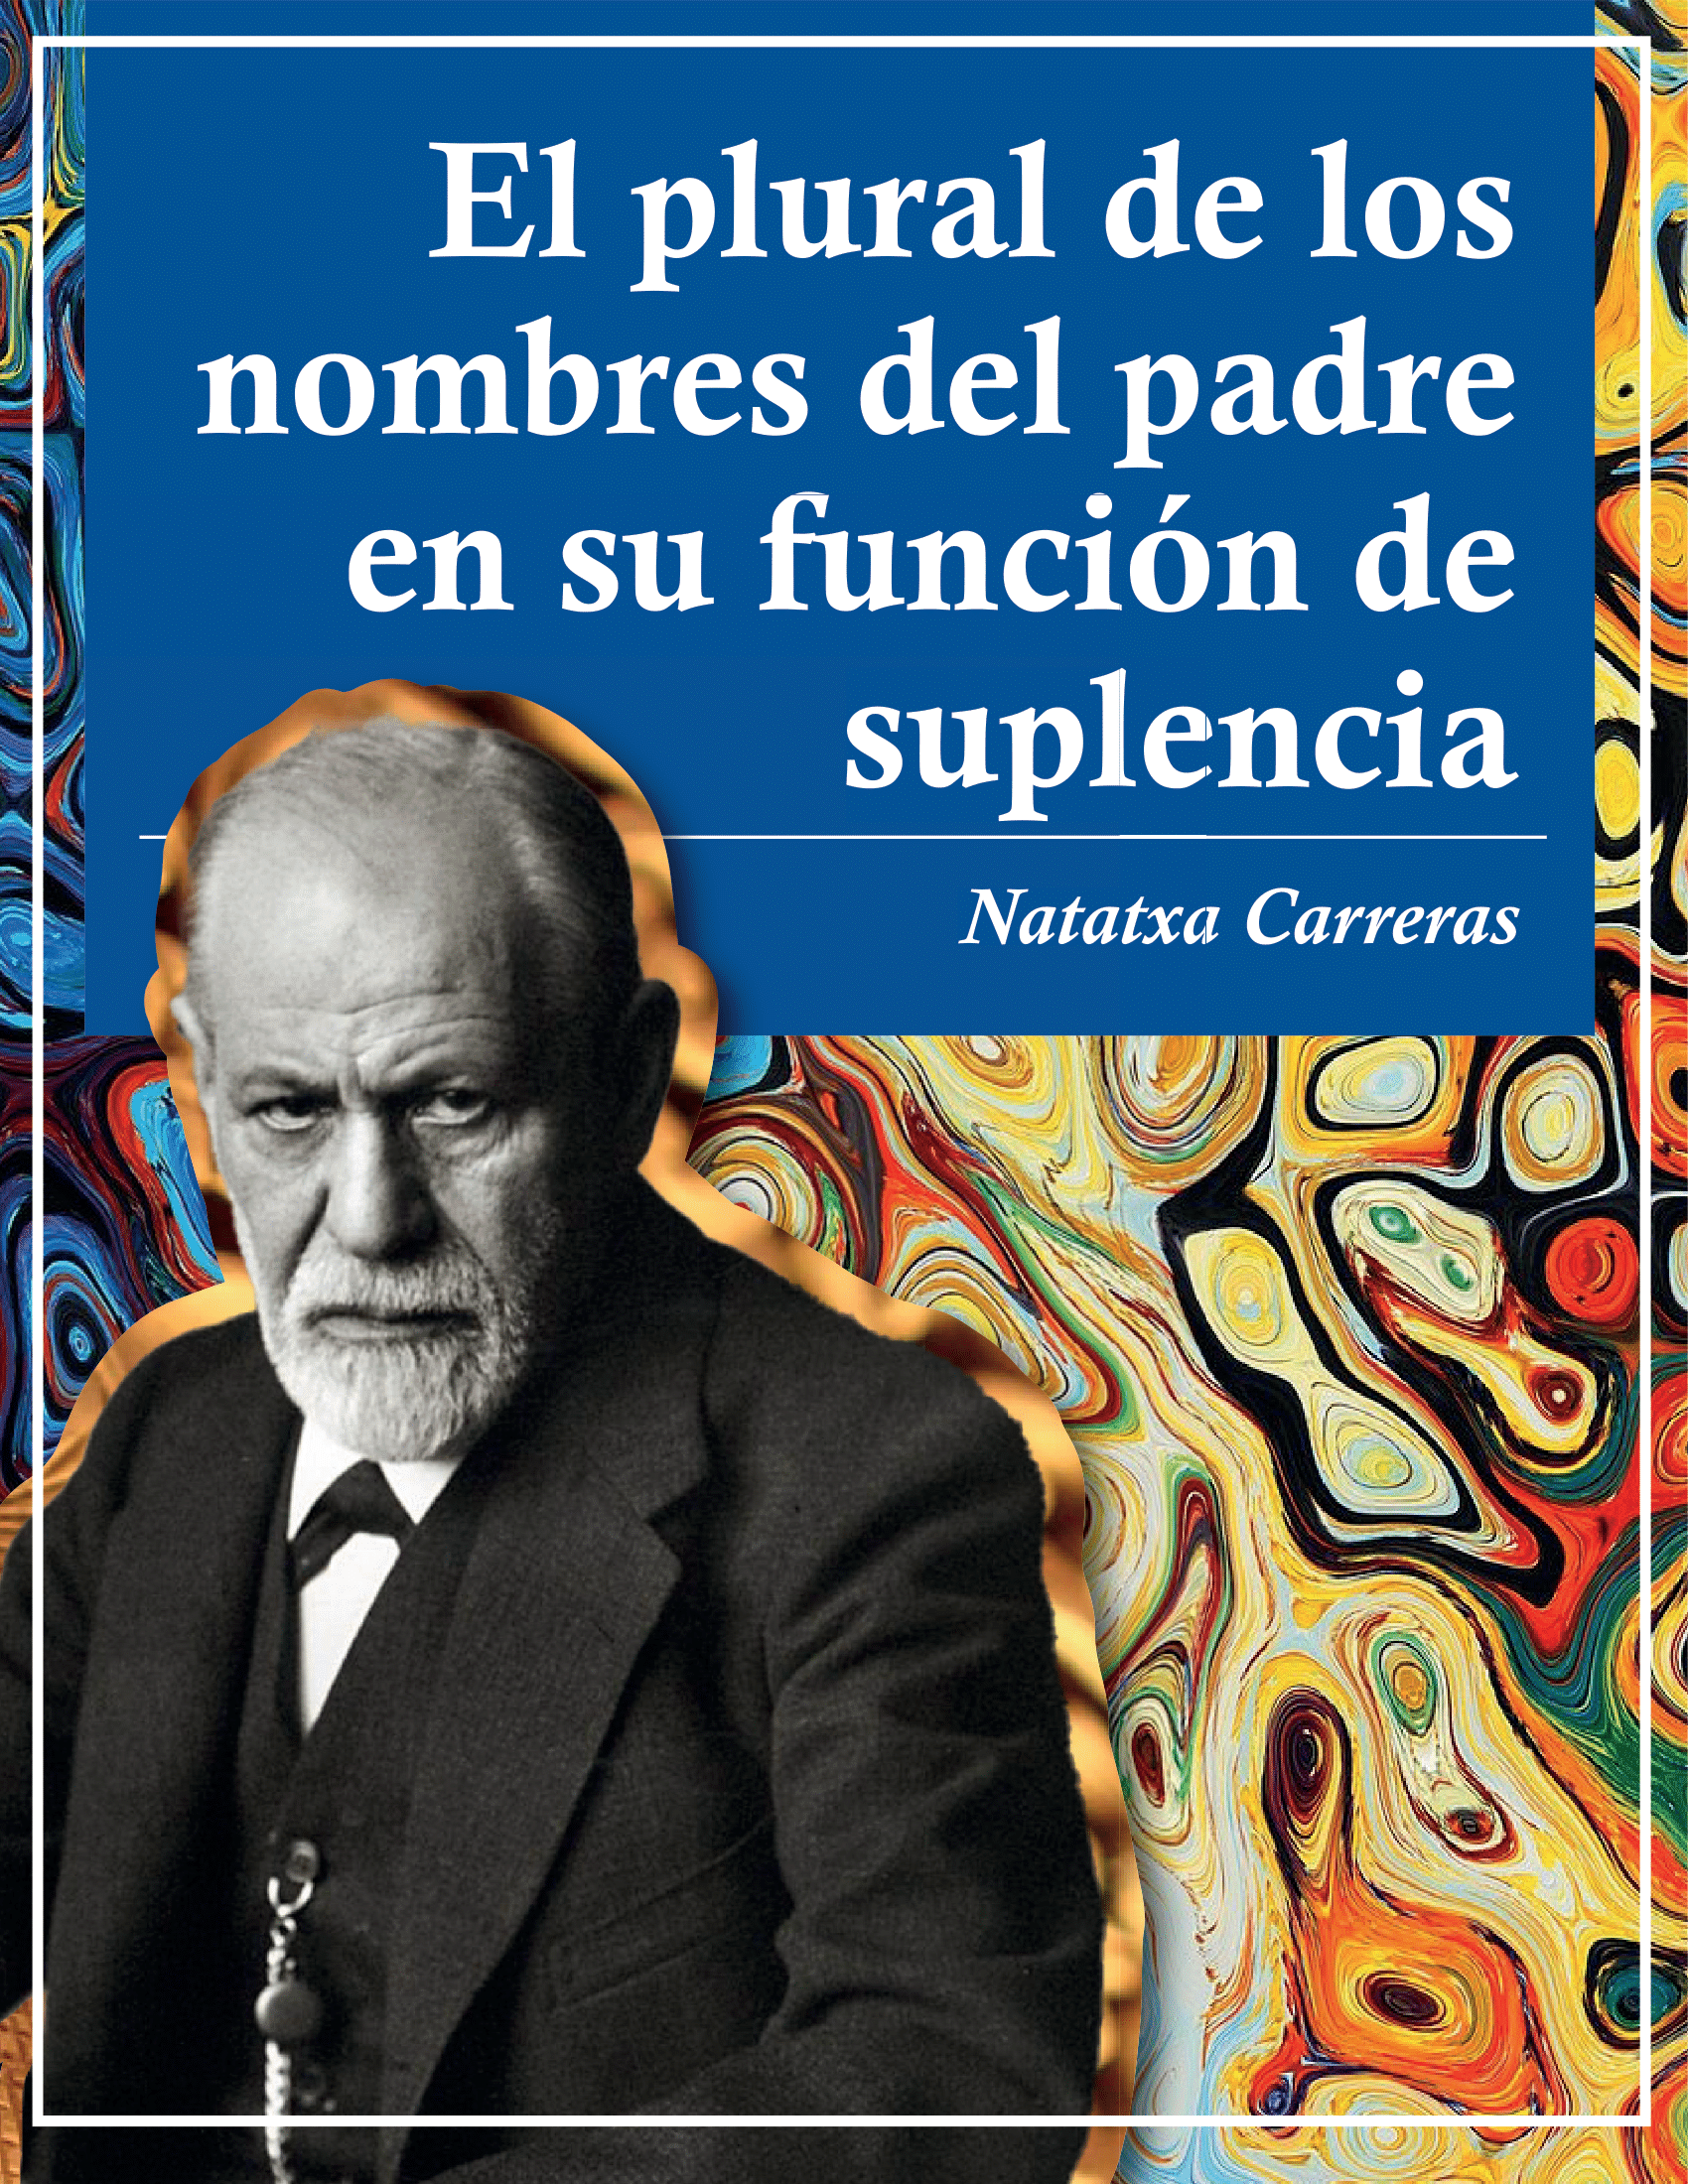 El plural de los
nombres del padre
en su función de
suplencia
Natatxa Carreras